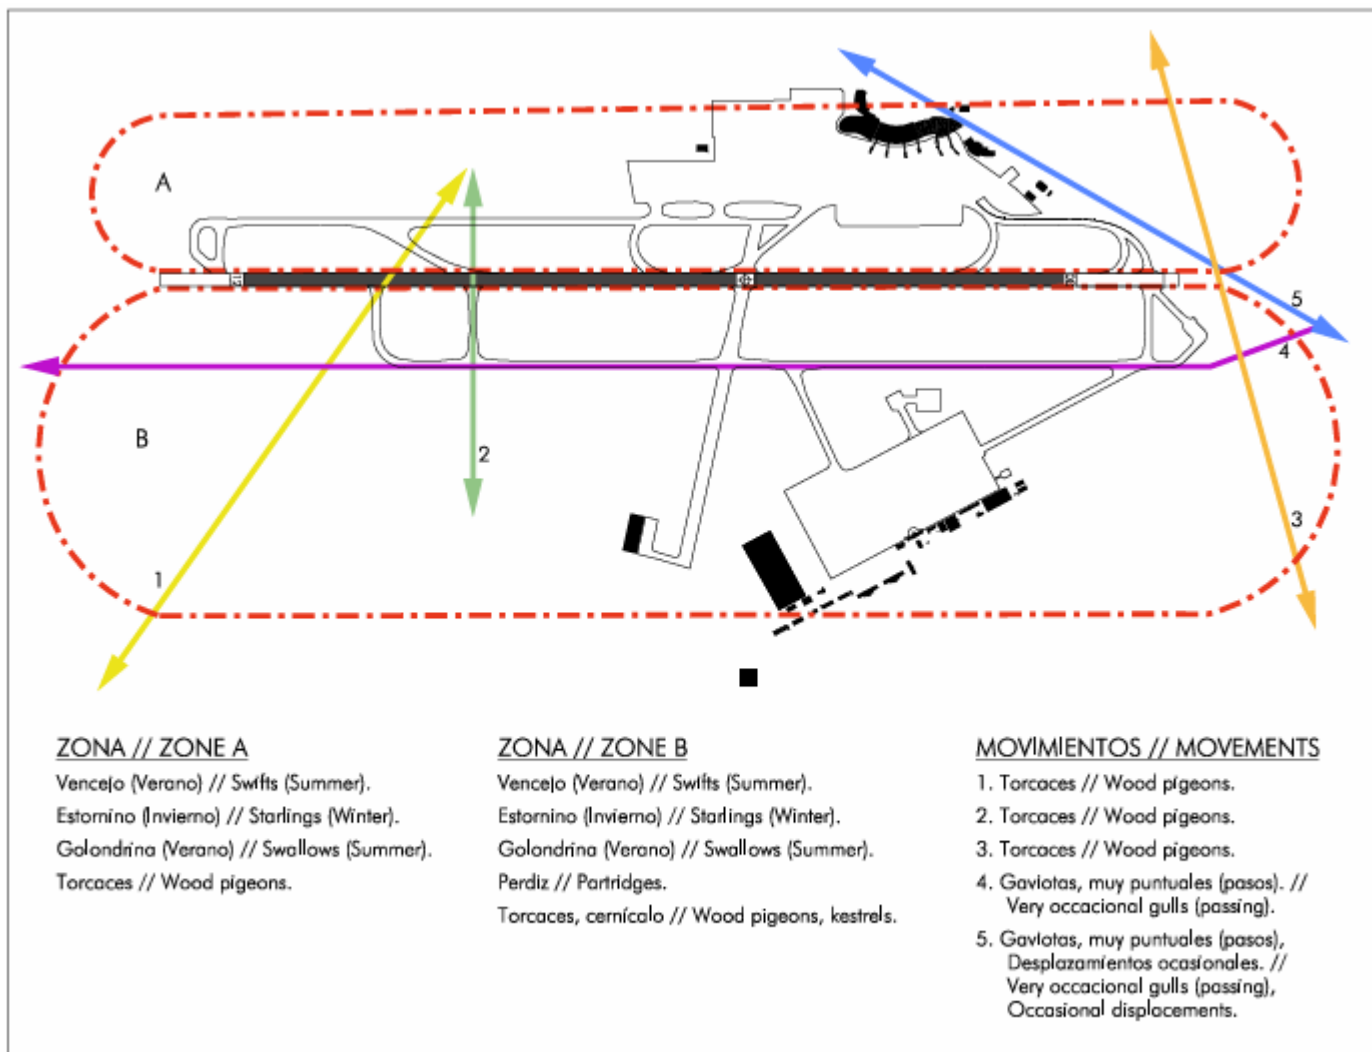 A
5
4
B
2
3
1
ZONA // ZONE A
Vencejo (Verano) // Swifts (Summer).
Estornino (Invierno) // Starlings (Winter).
Golondrina (Verano) // Swallows (Summer).
Torcaces // Wood pigeons.
ZONA // ZONE B
Vencejo (Verano) // Swifts (Summer).
Estornino (Invierno) // Starlings (Winter).
Golondrina (Verano) // Swallows (Summer).
Perdiz // Partridges.
Torcaces, cernícalo // Wood pigeons, kestrels.
MOVIMIENTOS // MOVEMENTS
1. Torcaces // Wood pigeons.
2. Torcaces // Wood pigeons.
3. Torcaces // Wood pigeons.
4. Gaviotas, muy puntuales (pasos). //
Very occacional gulls (passing).
5. Gaviotas, muy puntuales (pasos),
Desplazamientos ocasionales. //
Very occacional gulls (passing),
Occasional displacements.